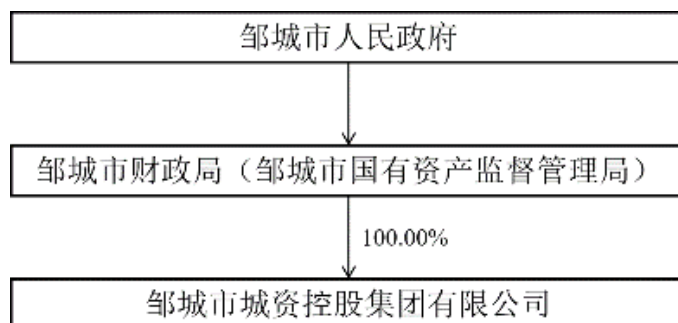 邹城市人民政府
邹城市财政局（邹城市国有资产监督管理局）
100.00%
邹城市城资控股集团有限公司